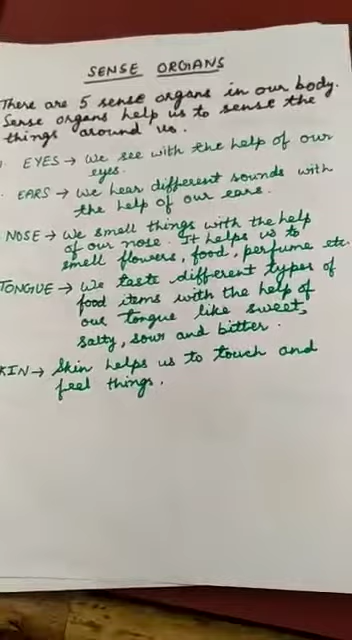 SENSE ORGANS
There are 5 sense organs in our body.
Sense organs help us to sense the
things around us.
EYES → We see with the help of our
eyes.
EARS → We hear different sounds with
the help of our ears.
NOSE → We smell things with the help
of our nose. It helps us to
smell flowers, food, perfume etc.
TONGUE → We taste different types of
food items with the help of
our tongue like sweet,
salty, sour and bitter.
KIN → Skin helps us to touch and
feel things.